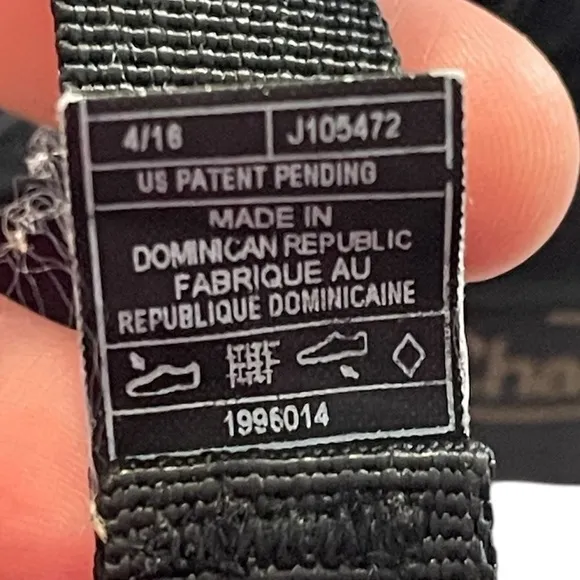 4/16 J105472
US PATENT PENDING
MADE IN
DOMINICAN REPUBLIC
FABRIQUE AU
REPUBLIQUE DOMINICAINE
1996014